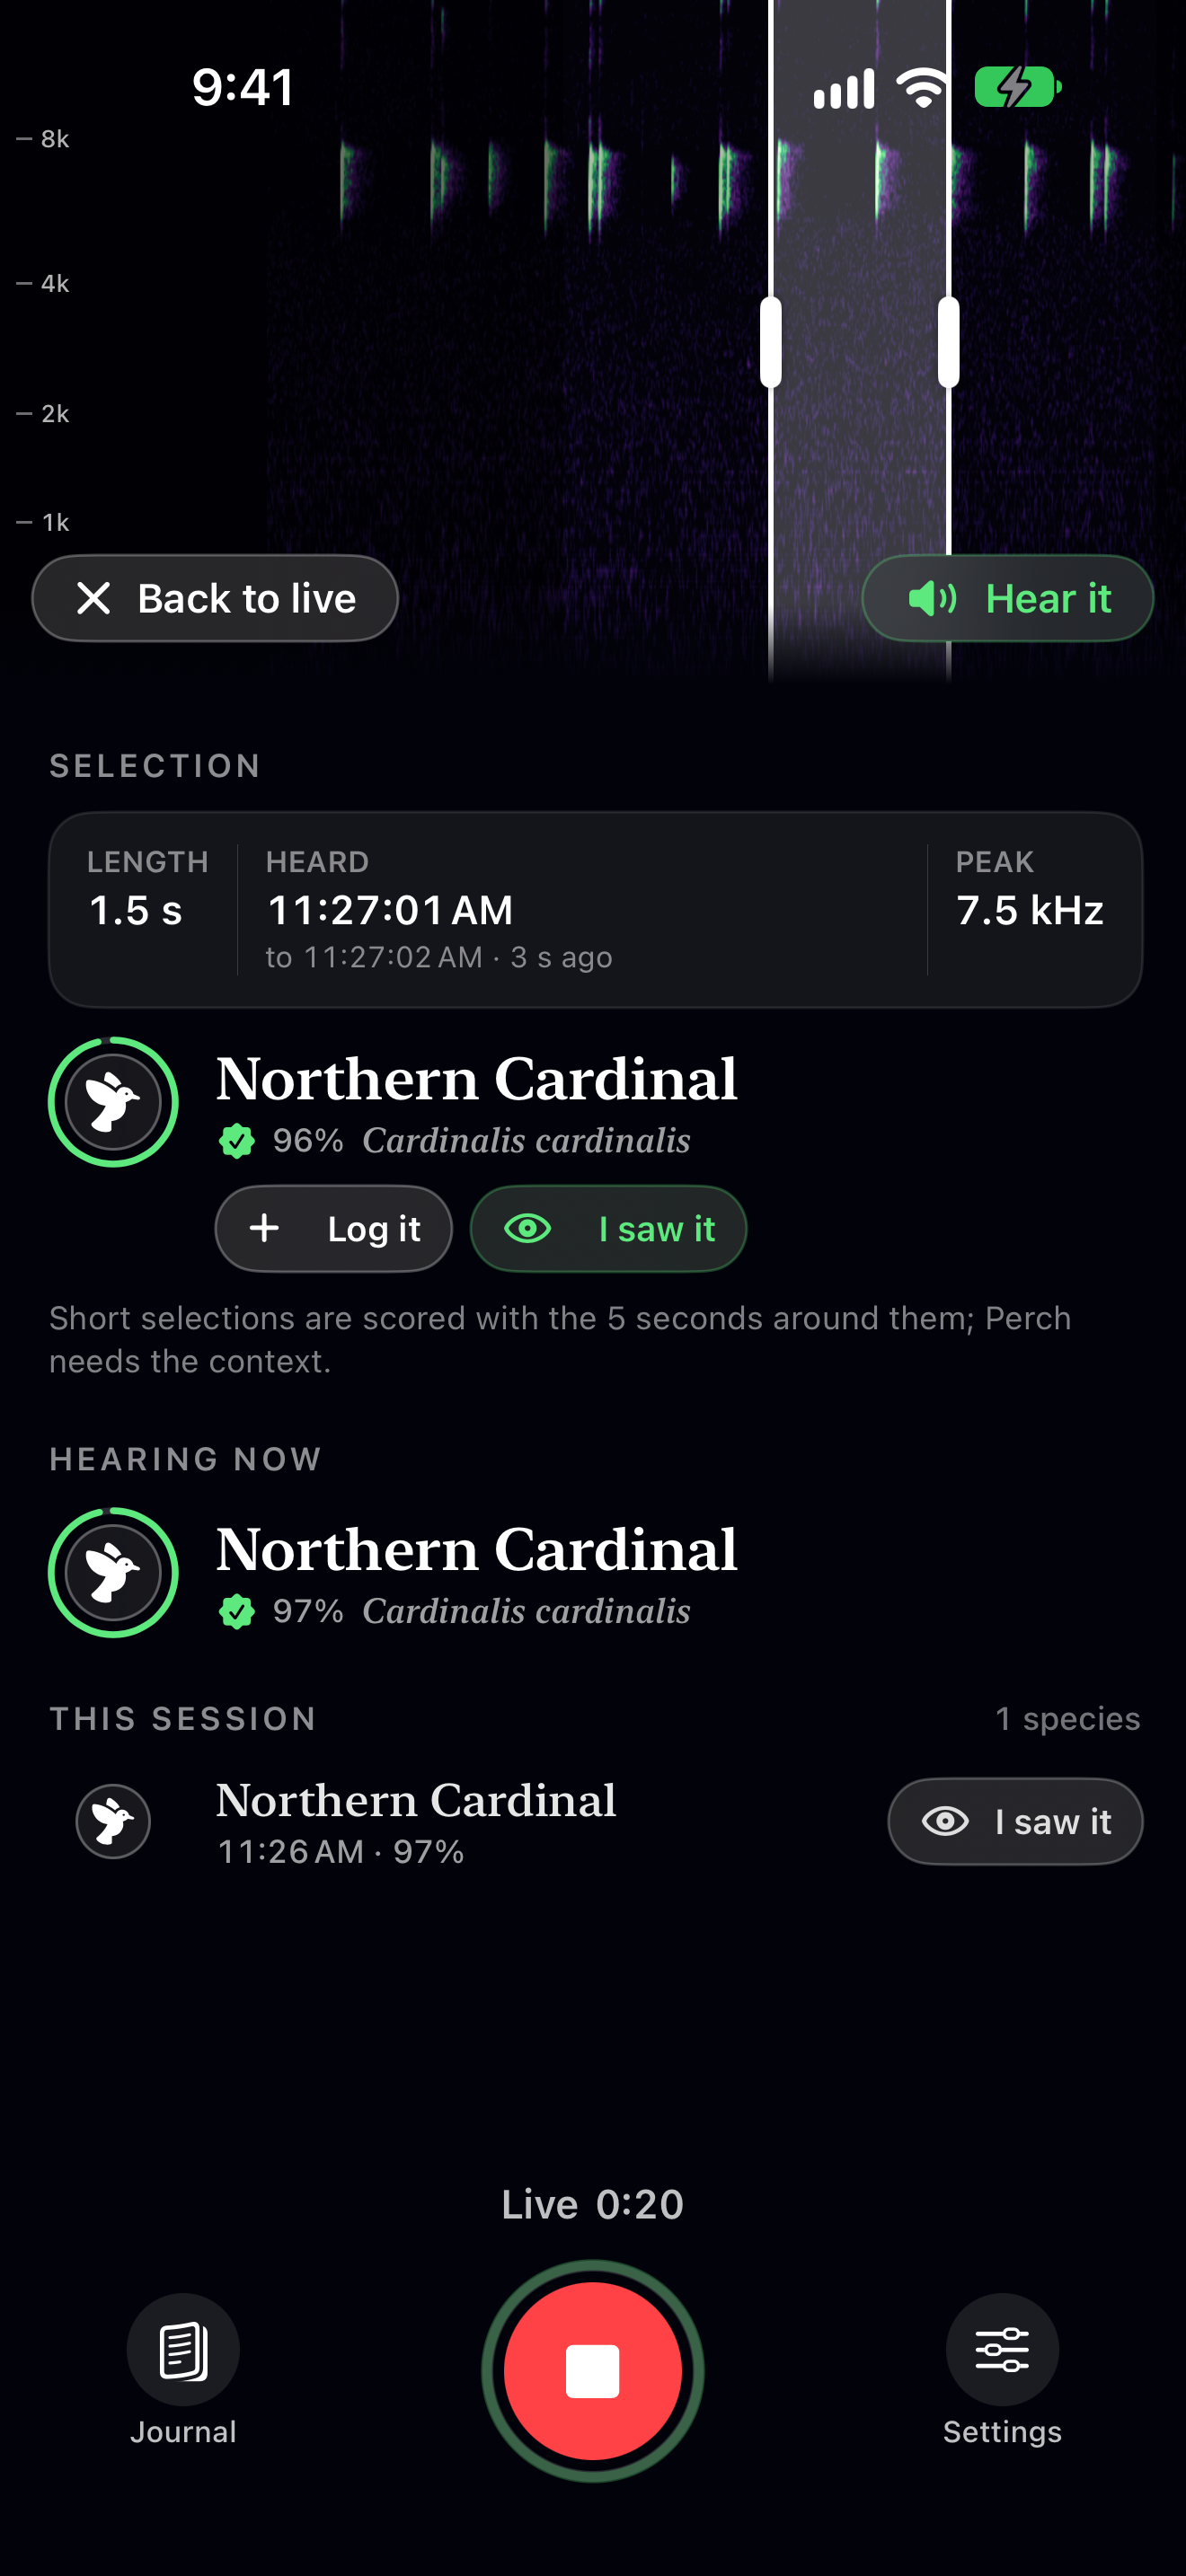 9:41
8k
4k
2k
1k
Back to live
Hear it
SELECTION
LENGTH
1.5 s
HEARD
11:27:01 AM
to 11:27:02 AM · 3 s ago
PEAK
7.5 kHz
Northern Cardinal
96% Cardinalis cardinalis
Log it
I saw it
Short selections are scored with the 5 seconds around them; Perch
needs the context.
HEARING NOW
Northern Cardinal
97% Cardinalis cardinalis
THIS SESSION
1 species
Northern Cardinal
11:26 AM · 97%
I saw it
Live 0:20
Journal
Settings